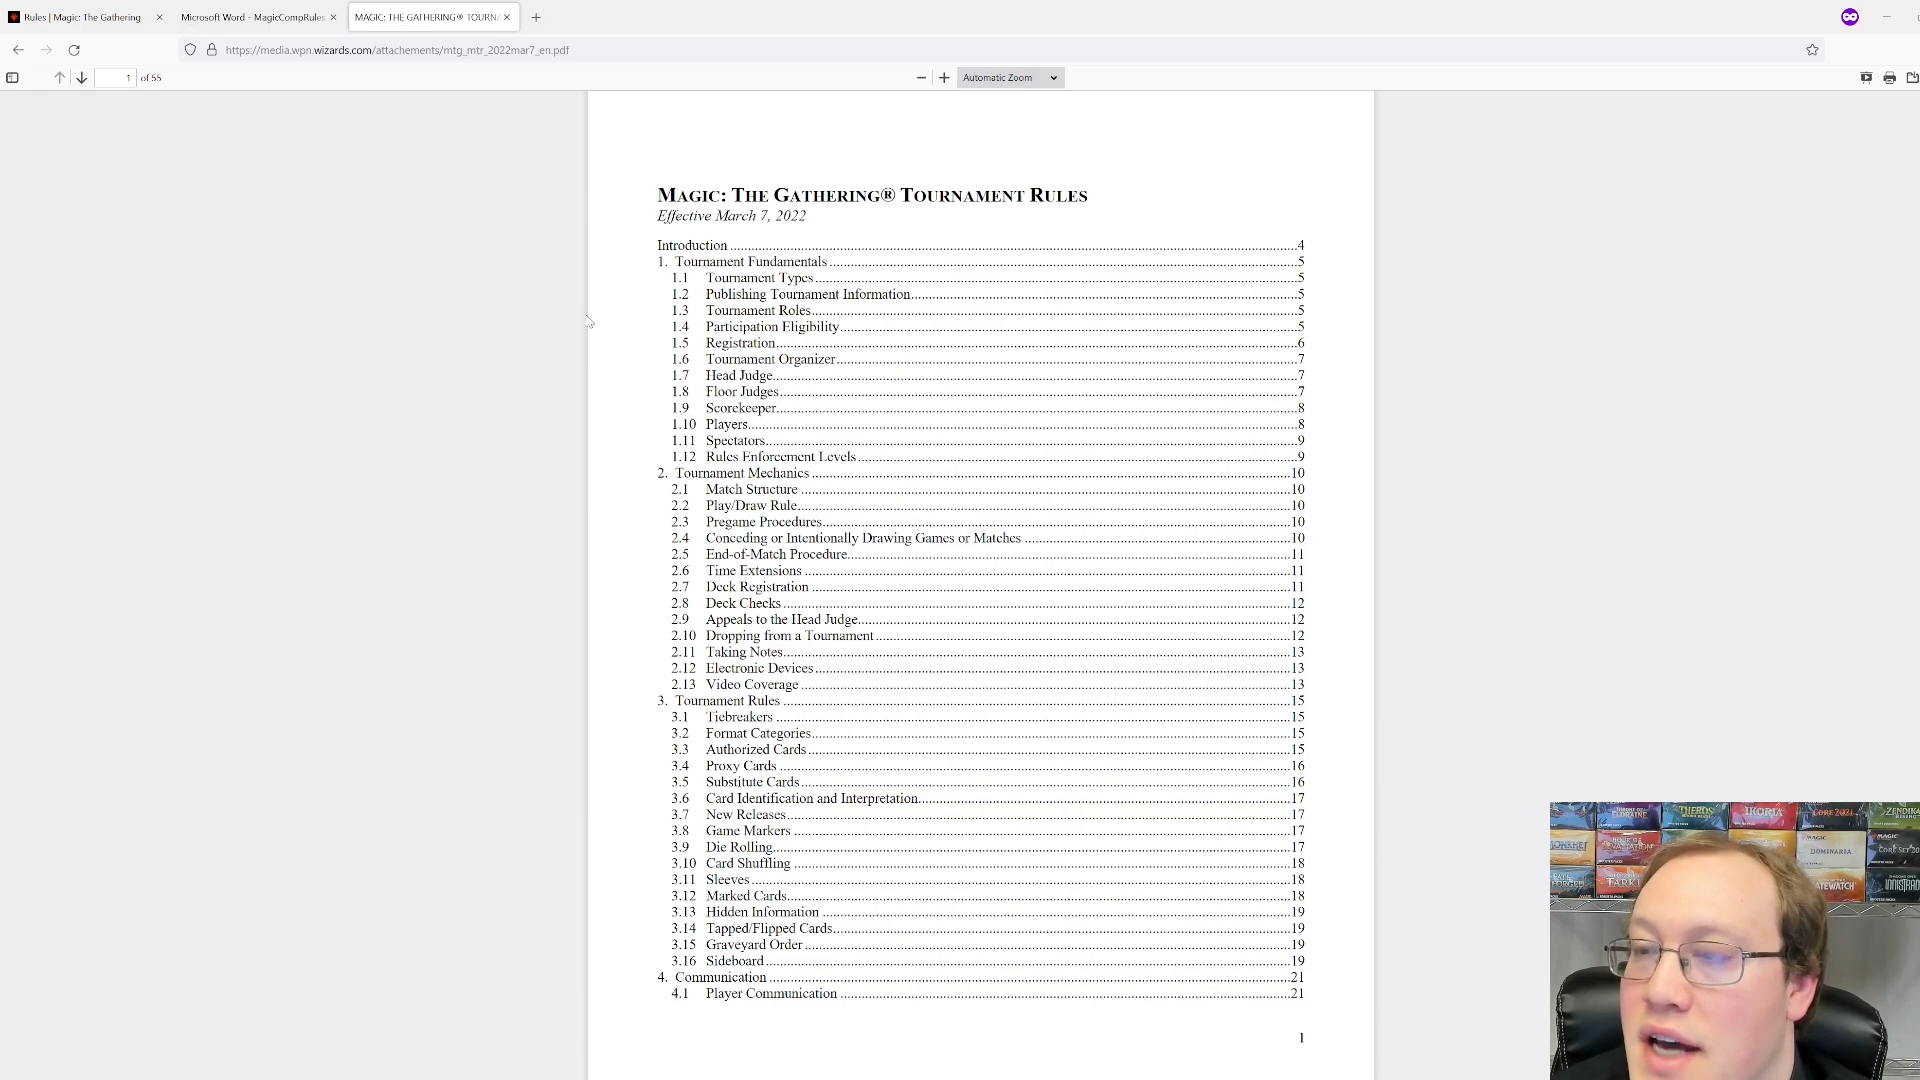 Rules | Magic: The Gathering
Microsoft Word - MagicCompRules
MAGIC: THE GATHERING® TOURN
https://media.wpn.wizards.com/attachements/mtg_mtr_2022mar7_en.pdf
1 of 55
Automatic Zoom
MAGIC: THE GATHERING® TOURNAMENT RULES
Effective March 7, 2022
Introduction ... 4
1. Tournament Fundamentals ... 5
1.1 Tournament Types ... 5
1.2 Publishing Tournament Information ... 5
1.3 Tournament Roles ... 5
1.4 Participation Eligibility ... 5
1.5 Registration ... 6
1.6 Tournament Organizer ... 7
1.7 Head Judge ... 7
1.8 Floor Judges ... 7
1.9 Scorekeeper ... 8
1.10 Players ... 8
1.11 Spectators ... 9
1.12 Rules Enforcement Levels ... 9
2. Tournament Mechanics ... 10
2.1 Match Structure ... 10
2.2 Play/Draw Rule ... 10
2.3 Pregame Procedures ... 10
2.4 Conceding or Intentionally Drawing Games or Matches ... 10
2.5 End-of-Match Procedure ... 11
2.6 Time Extensions ... 11
2.7 Deck Registration ... 11
2.8 Deck Checks ... 12
2.9 Appeals to the Head Judge ... 12
2.10 Dropping from a Tournament ... 12
2.11 Taking Notes ... 13
2.12 Electronic Devices ... 13
2.13 Video Coverage ... 13
3. Tournament Rules ... 15
3.1 Tiebreakers ... 15
3.2 Format Categories ... 15
3.3 Authorized Cards ... 15
3.4 Proxy Cards ... 16
3.5 Substitute Cards ... 16
3.6 Card Identification and Interpretation ... 17
3.7 New Releases ... 17
3.8 Game Markers ... 17
3.9 Die Rolling ... 17
3.10 Card Shuffling ... 18
3.11 Sleeves ... 18
3.12 Marked Cards ... 18
3.13 Hidden Information ... 19
3.14 Tapped/Flipped Cards ... 19
3.15 Graveyard Order ... 19
3.16 Sideboard ... 19
4. Communication ... 21
4.1 Player Communication ... 21
1
ELDRAINE
THEROS
IKORIA
CORE 2021
ZENDIKA
DEVASTATION
DOMINARIA
MAGIC
CORE SET 20
TARKI
INNISTRAD